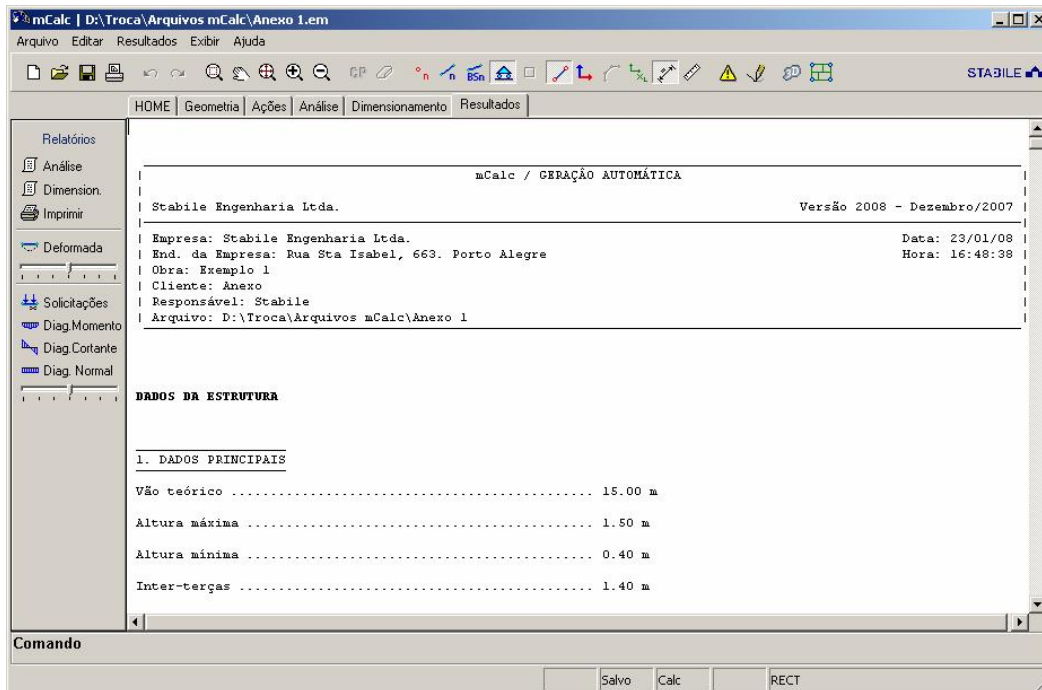 mCalc | D:\Troca\Arquivos mCalc\Anexo 1.em
Arquivo Editar Resultados Exibir Ajuda
GP n n BSn XL STABILE
HOME Geometria Ações Análise Dimensionamento Resultados
Relatórios
Análise
Dimension.
Imprimir
Deformada
Solicitações
Diag.Momento
Diag.Cortante
Diag. Normal
mCalc / GERAÇÃO AUTOMÁTICA
Stabile Engenharia Ltda. Versão 2008 - Dezembro/2007
Empresa: Stabile Engenharia Ltda. Data: 23/01/08
End. da Empresa: Rua Sta Isabel, 663. Porto Alegre Hora: 16:48:38
Obra: Exemplo 1
Cliente: Anexo
Responsável: Stabile
Arquivo: D:\Troca\Arquivos mCalc\Anexo 1
DADOS DA ESTRUTURA
1. DADOS PRINCIPAIS
Vão teórico ............................................. 15.00 m
Altura máxima ........................................... 1.50 m
Altura mínima ........................................... 0.40 m
Inter-terças ............................................ 1.40 m
Comando
Salvo Calc RECT